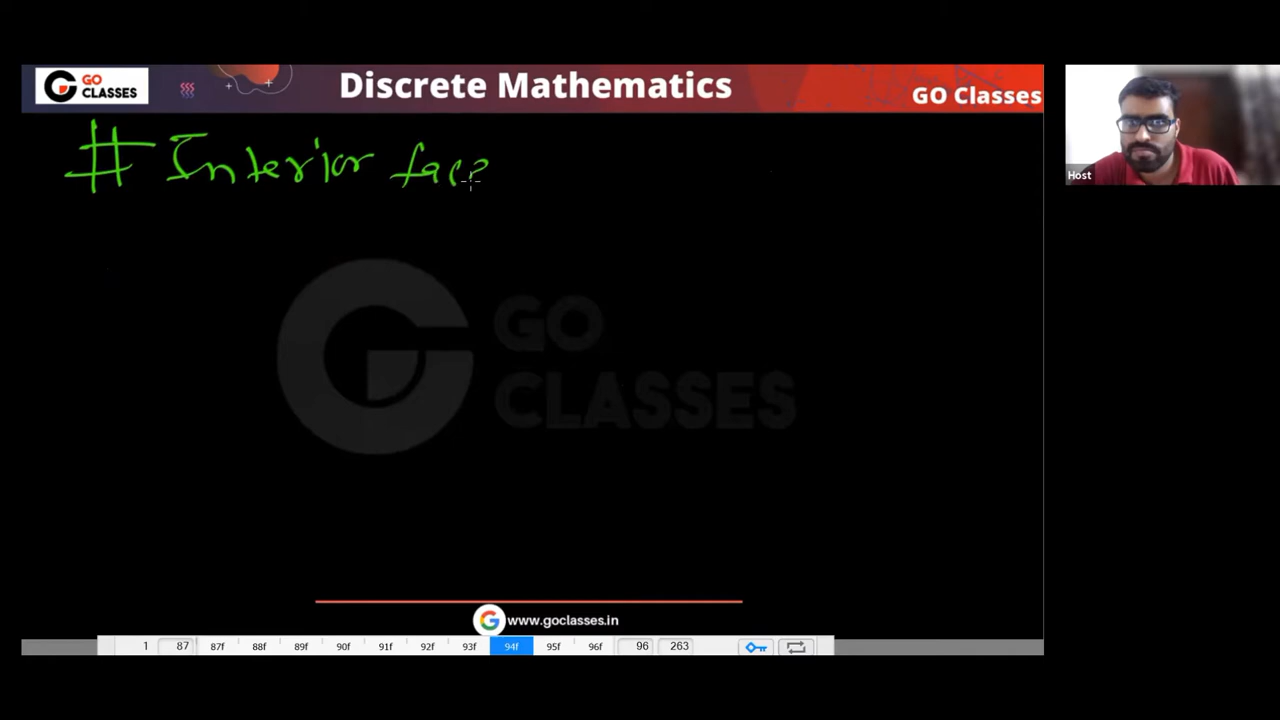 GO CLASSES
Discrete Mathematics
GO Classes
# Interior face
Host
GO CLASSES
www.goclasses.in
1 87 87f 88f 89f 90f 91f 92f 93f 94f 95f 96f 96 263